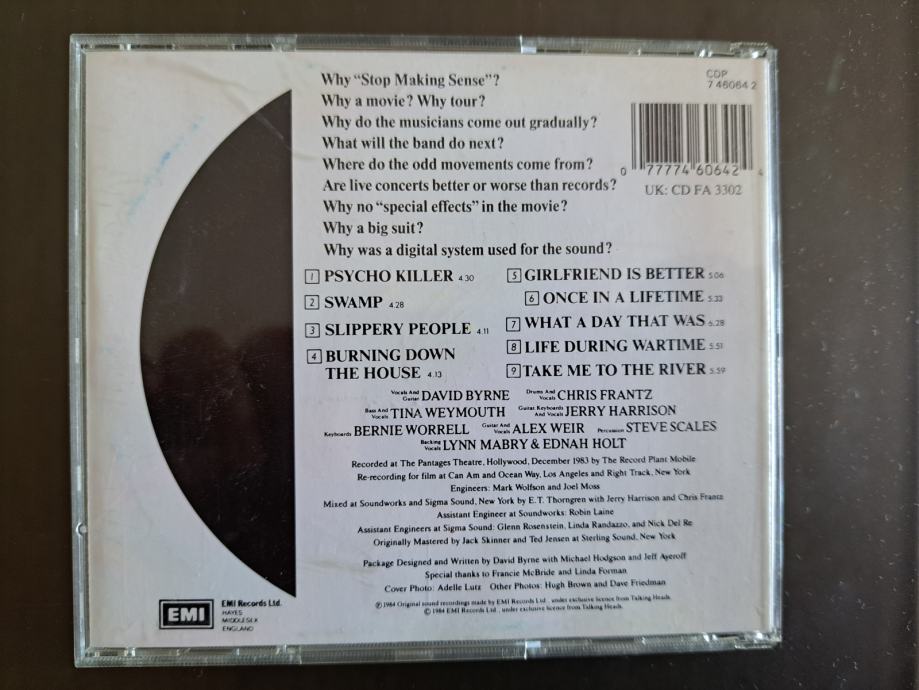 Why "Stop Making Sense"?
Why a movie? Why tour?
Why do the musicians come out gradually?
What will the band do next?
Where do the odd movements come from?
Are live concerts better or worse than records?
Why no "special effects" in the movie?
Why a big suit?
Why was a digital system used for the sound?
CDP
7 46064 2
0 77774 60642 4
UK: CD FA 3302
1 PSYCHO KILLER 4.30
2 SWAMP 4.28
3 SLIPPERY PEOPLE 4.11
4 BURNING DOWN
THE HOUSE 4.13
5 GIRLFRIEND IS BETTER 5.06
6 ONCE IN A LIFETIME 5.33
7 WHAT A DAY THAT WAS 6.28
8 LIFE DURING WARTIME 5.51
9 TAKE ME TO THE RIVER 5.59
Vocals And Guitar DAVID BYRNE Drums And Vocals CHRIS FRANTZ
Bass And Vocals TINA WEYMOUTH Guitar, Keyboards And Vocals JERRY HARRISON
Keyboards BERNIE WORRELL Guitar And Vocals ALEX WEIR Percussion STEVE SCALES
Backing Vocals LYNN MABRY & EDNAH HOLT
Recorded at The Pantages Theatre, Hollywood, December 1983 by The Record Plant Mobile
Re-recording for film at Can Am and Ocean Way, Los Angeles and Right Track, New York
Engineers: Mark Wolfson and Joel Moss
Mixed at Soundworks and Sigma Sound, New York by E.T. Thorngren with Jerry Harrison and Chris Frantz
Assistant Engineer at Soundworks: Robin Laine
Assistant Engineers at Sigma Sound: Glenn Rosenstein, Linda Randazzo, and Nick Del Re
Originally Mastered by Jack Skinner and Ted Jensen at Sterling Sound, New York
Package Designed and Written by David Byrne with Michael Hodgson and Jeff Ayeroff
Special thanks to Francie McBride and Linda Forman
Cover Photo: Adelle Lutz Other Photos: Hugh Brown and Dave Friedman
℗ 1984 Original sound recordings made by EMI Records Ltd. under exclusive licence from Talking Heads.
© 1984 EMI Records Ltd., under exclusive licence from Talking Heads.
EMI
EMI Records Ltd.
HAYES
MIDDLESEX
ENGLAND